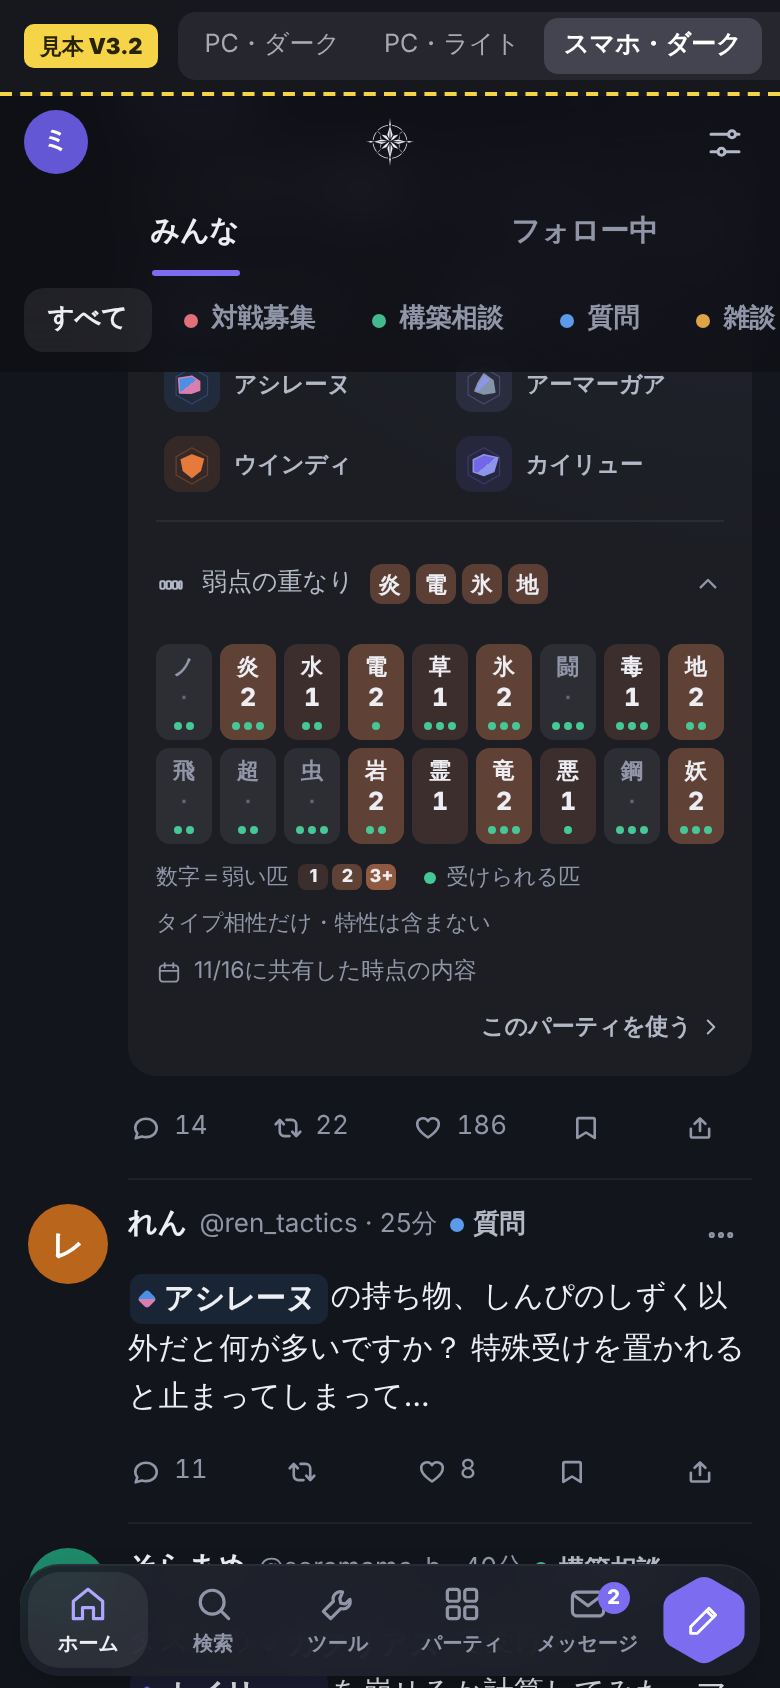 見本 V3.2 PC・ダーク PC・ライト スマホ・ダーク
ミ
みんな フォロー中
すべて 対戦募集 構築相談 質問 雑談
アシレーヌ アーマーガア
ウインディ カイリュー
弱点の重なり 炎 電 氷 地
ノ 炎 水 電 草 氷 闘 毒 地
· 2 1 2 1 2 · 1 2
飛 超 虫 岩 霊 竜 悪 鋼 妖
· · · 2 1 2 1 · 2
数字＝弱い匹 1 2 3+ 受けられる匹
タイプ相性だけ・特性は含まない
11/16に共有した時点の内容
このパーティを使う
14 22 186
レ
れん @ren_tactics · 25分 質問
アシレーヌ の持ち物、しんぴのしずく以
外だと何が多いですか？ 特殊受けを置かれる
と止まってしまって…
11 8
構築相談
ホーム 検索 ツール パーティ メッセージ 2